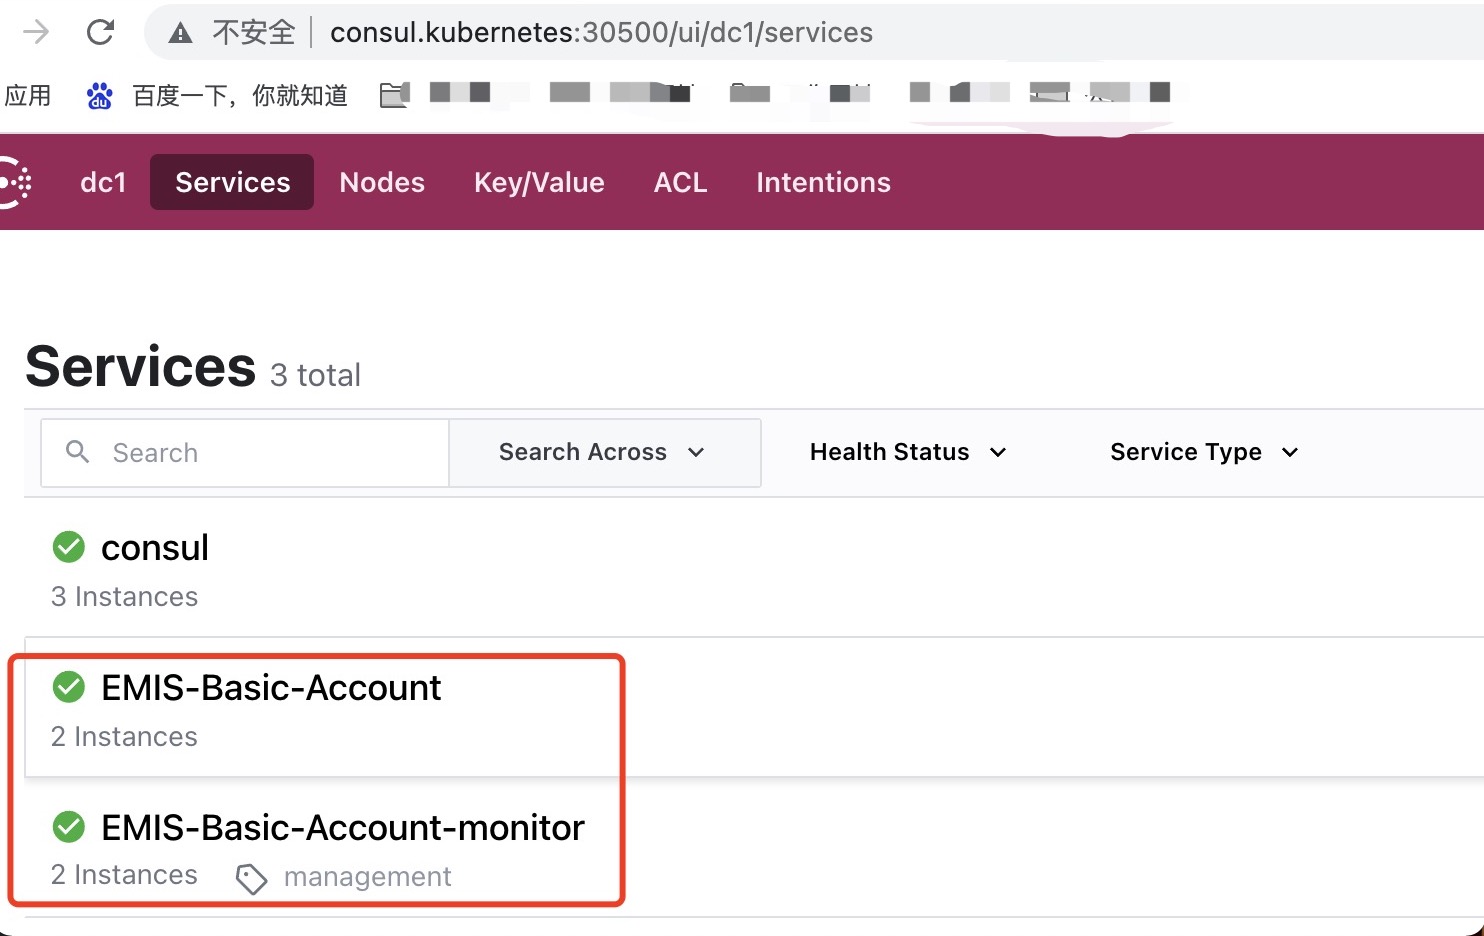 不安全 consul.kubernetes:30500/ui/dc1/services
应用 百度一下，你就知道
dc1 Services Nodes Key/Value ACL Intentions
Services 3 total
Search Search Across Health Status Service Type
consul
3 Instances
EMIS-Basic-Account
2 Instances
EMIS-Basic-Account-monitor
2 Instances management